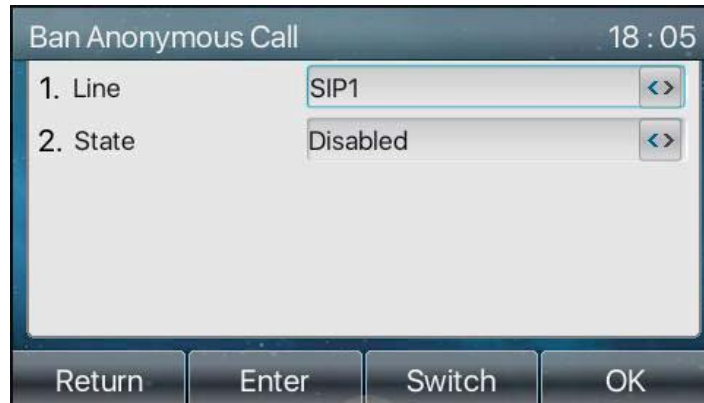 Ban Anonymous Call 18:05
1. Line SIP1 <>
2. State Disabled <>
Return Enter Switch OK